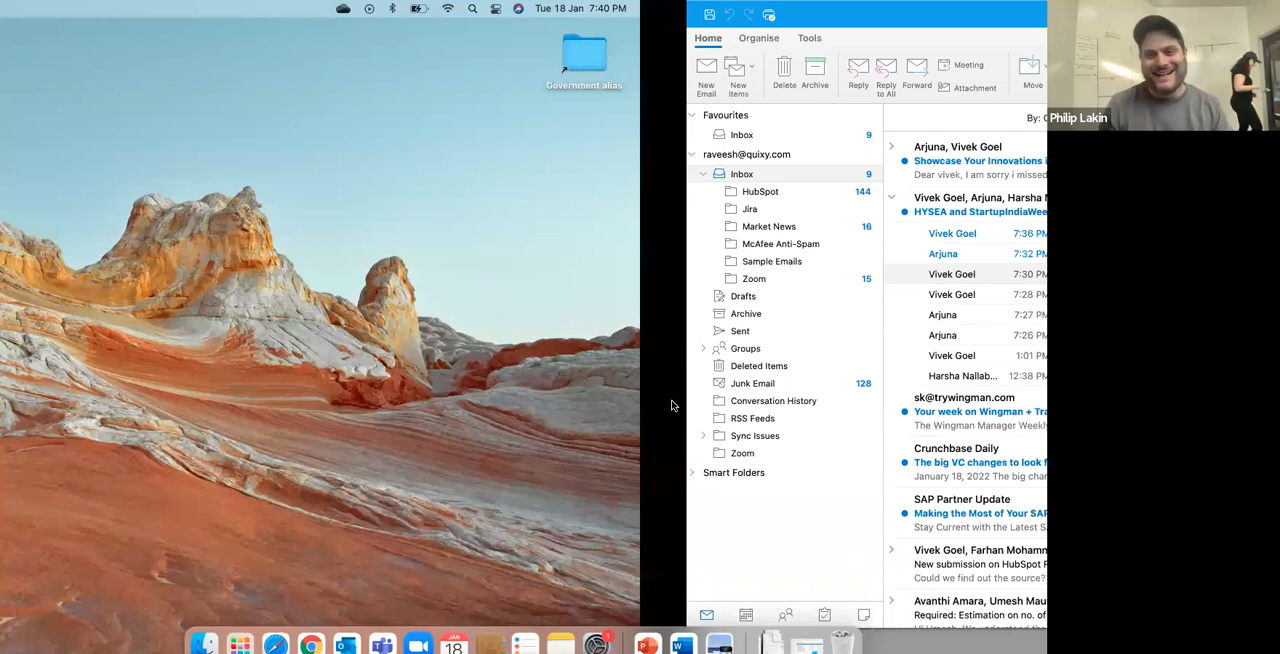 Tue 18 Jan 7:40 PM
Government alias
Home Organise Tools
New Email
New Items
Delete
Archive
Reply
Reply to All
Forward
Meeting
Attachment
Move
Favourites
Inbox 9
raveesh@quixy.com
Inbox 9
HubSpot 144
Jira
Market News 16
McAfee Anti-Spam
Sample Emails
Zoom 15
Drafts
Archive
Sent
Groups
Deleted Items
Junk Email 128
Conversation History
RSS Feeds
Sync Issues
Zoom
Smart Folders
By:
Arjuna, Vivek Goel
Showcase Your Innovations i
Dear vivek, I am sorry i missed
Vivek Goel, Arjuna, Harsha
HYSEA and StartupIndiaWee
Vivek Goel 7:36 PM
Arjuna 7:32 PM
Vivek Goel 7:30 PM
Vivek Goel 7:28 PM
Arjuna 7:27 PM
Arjuna 7:26 PM
Vivek Goel 1:01 PM
Harsha Nallab... 12:38 PM
sk@trywingman.com
Your week on Wingman + Tra
The Wingman Manager Weekly
Crunchbase Daily
The big VC changes to look f
January 18, 2022 The big char
SAP Partner Update
Making the Most of Your SAP
Stay Current with the Latest S
Vivek Goel, Farhan Mohamm
New submission on HubSpot F
Could we find out the source?
Avanthi Amara, Umesh Mau
Required: Estimation on no. of
Philip Lakin
JAN
18
1